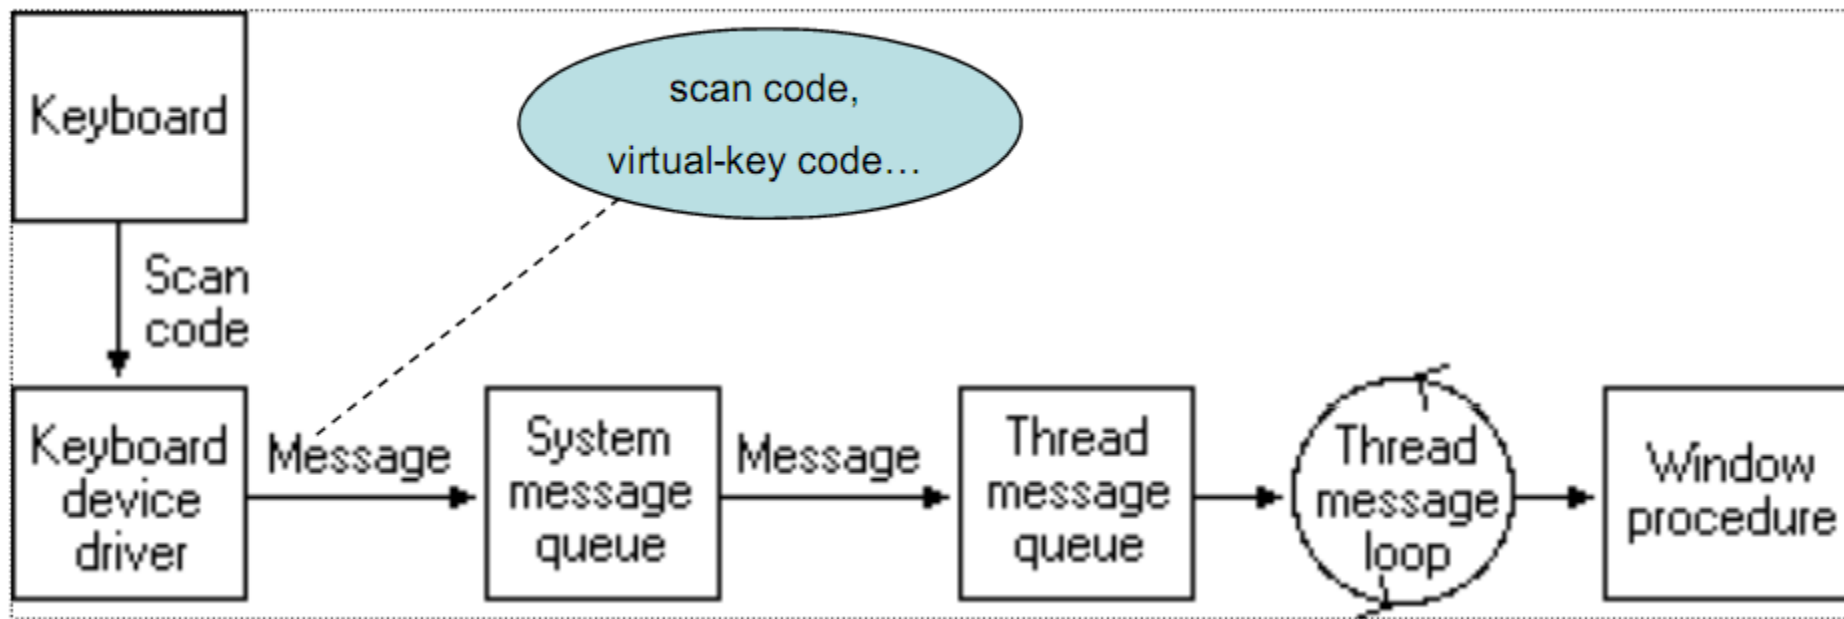 Keyboard
scan code,
virtual-key code…
Scan
code
Keyboard
device
driver
Message
System
message
queue
Message
Thread
message
queue
Thread
message
loop
Window
procedure